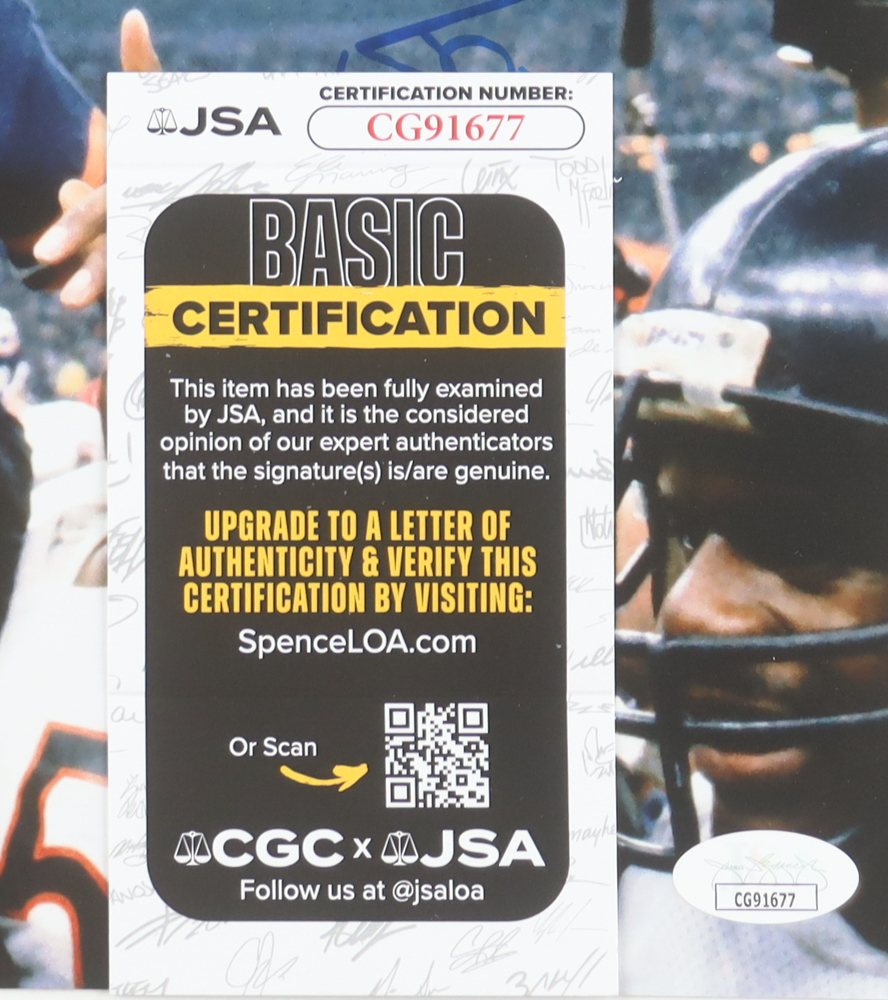 JSA
CERTIFICATION NUMBER:
CG91677
BASIC
CERTIFICATION
This item has been fully examined
by JSA, and it is the considered
opinion of our expert authenticators
that the signature(s) is/are genuine.
UPGRADE TO A LETTER OF
AUTHENTICITY & VERIFY THIS
CERTIFICATION BY VISITING:
SpenceLOA.com
Or Scan
CGC x JSA
Follow us at @jsaloa
CG91677